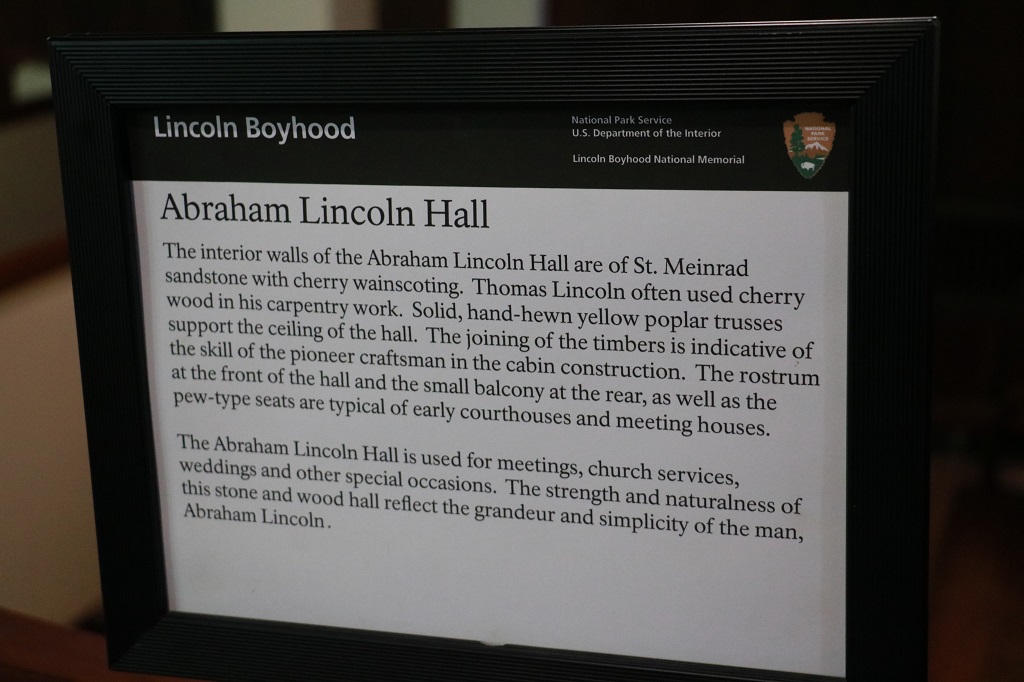 Lincoln Boyhood
National Park Service
U.S. Department of the Interior
Lincoln Boyhood National Memorial
NATIONAL
PARK
SERVICE
Abraham Lincoln Hall
The interior walls of the Abraham Lincoln Hall are of St. Meinrad
sandstone with cherry wainscoting. Thomas Lincoln often used cherry
wood in his carpentry work. Solid, hand-hewn yellow poplar trusses
support the ceiling of the hall. The joining of the timbers is indicative of
the skill of the pioneer craftsman in the cabin construction. The rostrum
at the front of the hall and the small balcony at the rear, as well as the
pew-type seats are typical of early courthouses and meeting houses.
The Abraham Lincoln Hall is used for meetings, church services,
weddings and other special occasions. The strength and naturalness of
this stone and wood hall reflect the grandeur and simplicity of the man,
Abraham Lincoln.